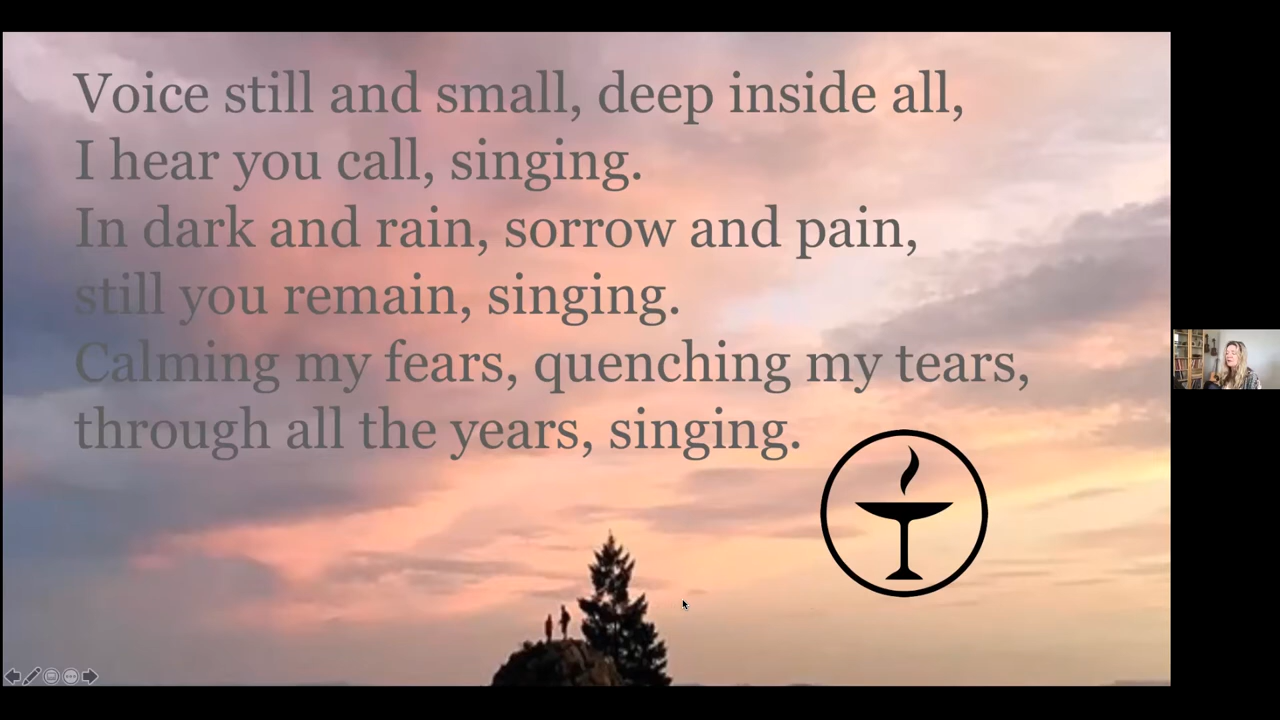 Voice still and small, deep inside all,
I hear you call, singing.
In dark and rain, sorrow and pain,
still you remain, singing.
Calming my fears, quenching my tears,
through all the years, singing.